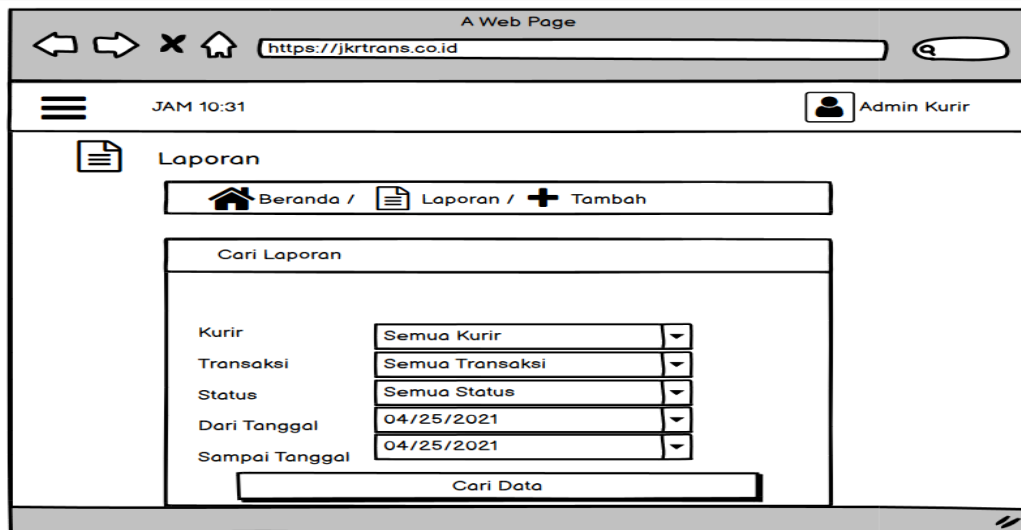 A Web Page
https://jkrtrans.co.id
JAM 10:31
Admin Kurir
Laporan
Beranda / Laporan / Tambah
Cari Laporan
Kurir Semua Kurir
Transaksi Semua Transaksi
Status Semua Status
Dari Tanggal 04/25/2021
Sampai Tanggal 04/25/2021
Cari Data